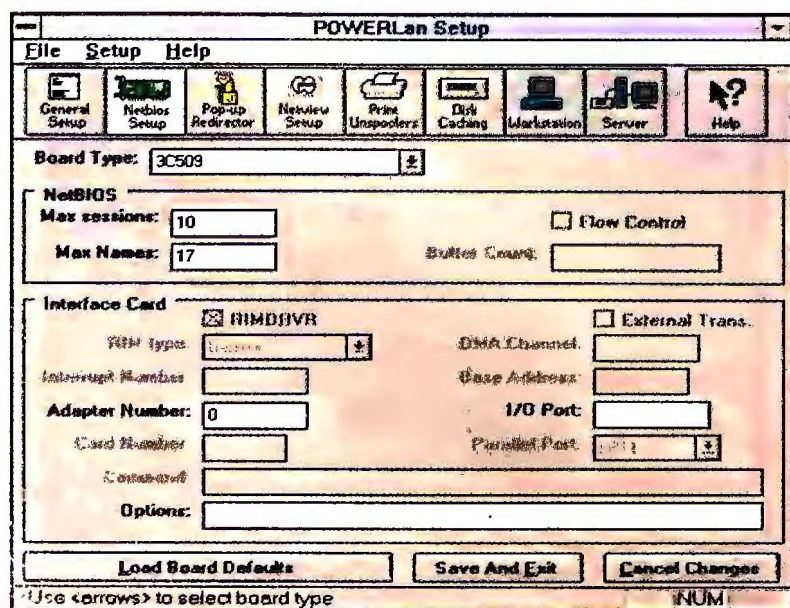 POWERLan Setup
File Setup Help
General Setup
Netbios Setup
Pop-up Redirector
Netview Setup
Print Unspoolers
Disk Caching
Workstation
Server
Help
Board Type: 3C509
NetBIOS
Max sessions: 10
Flow Control
Max Names: 17
Buffer Count:
Interface Card
External Trans.
DMA Channel:
Interrupt Number
Base Address:
Adapter Number: 0
I/O Port:
Card Number
Parallel Port
Command
Options:
Load Board Defaults
Save And Exit
Cancel Changes
Use <arrows> to select board type
NUM